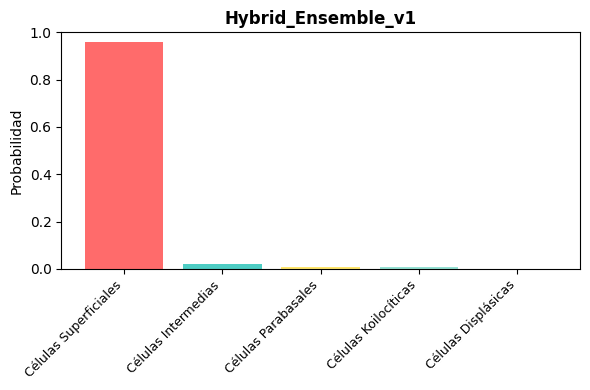 Hybrid_Ensemble_v1
Probabilidad
1.0
0.8
0.6
0.4
0.2
0.0
Células Superficiales
Células Intermedias
Células Parabasales
Células Koilocíticas
Células Displásicas